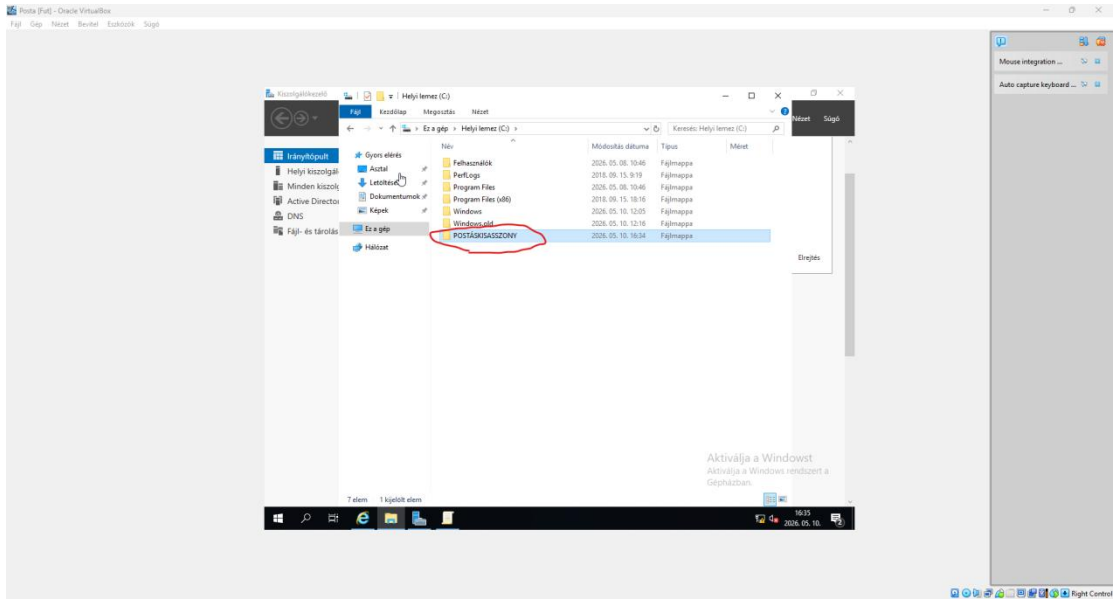 Posta [Fut] - Oracle VirtualBox
Fájl Gép Nézet Bevitel Eszközök Súgó
Mouse integration ...
Auto capture keyboard ...
Kiszolgálókezelő
Helyi lemez (C:)
Fájl Kezdőlap Megosztás Nézet
Nézet Súgó
Ez a gép > Helyi lemez (C:) >
Keresés: Helyi lemez (C:)
Irányítópult
Helyi kiszolgál
Minden kiszolg
Active Director
DNS
Fájl- és tárolás
Gyors elérés
Asztal
Letöltések
Dokumentumok
Képek
Ez a gép
Hálózat
Név Módosítás dátuma Típus Méret
Felhasználók 2026. 05. 08. 10:46 Fájlmappa
PerfLogs 2018. 09. 15. 9:19 Fájlmappa
Program Files 2026. 05. 08. 10:46 Fájlmappa
Program Files (x86) 2018. 09. 15. 18:16 Fájlmappa
Windows 2026. 05. 10. 12:05 Fájlmappa
Windows.old 2026. 05. 10. 12:16 Fájlmappa
POSTÁSKISASSZONY 2026. 05. 10. 16:34 Fájlmappa
Elrejtés
Aktiválja a Windowst
Aktiválja a Windows rendszert a
Gépházban.
7 elem 1 kijelölt elem
16:35
2026. 05. 10.
2
Right Control